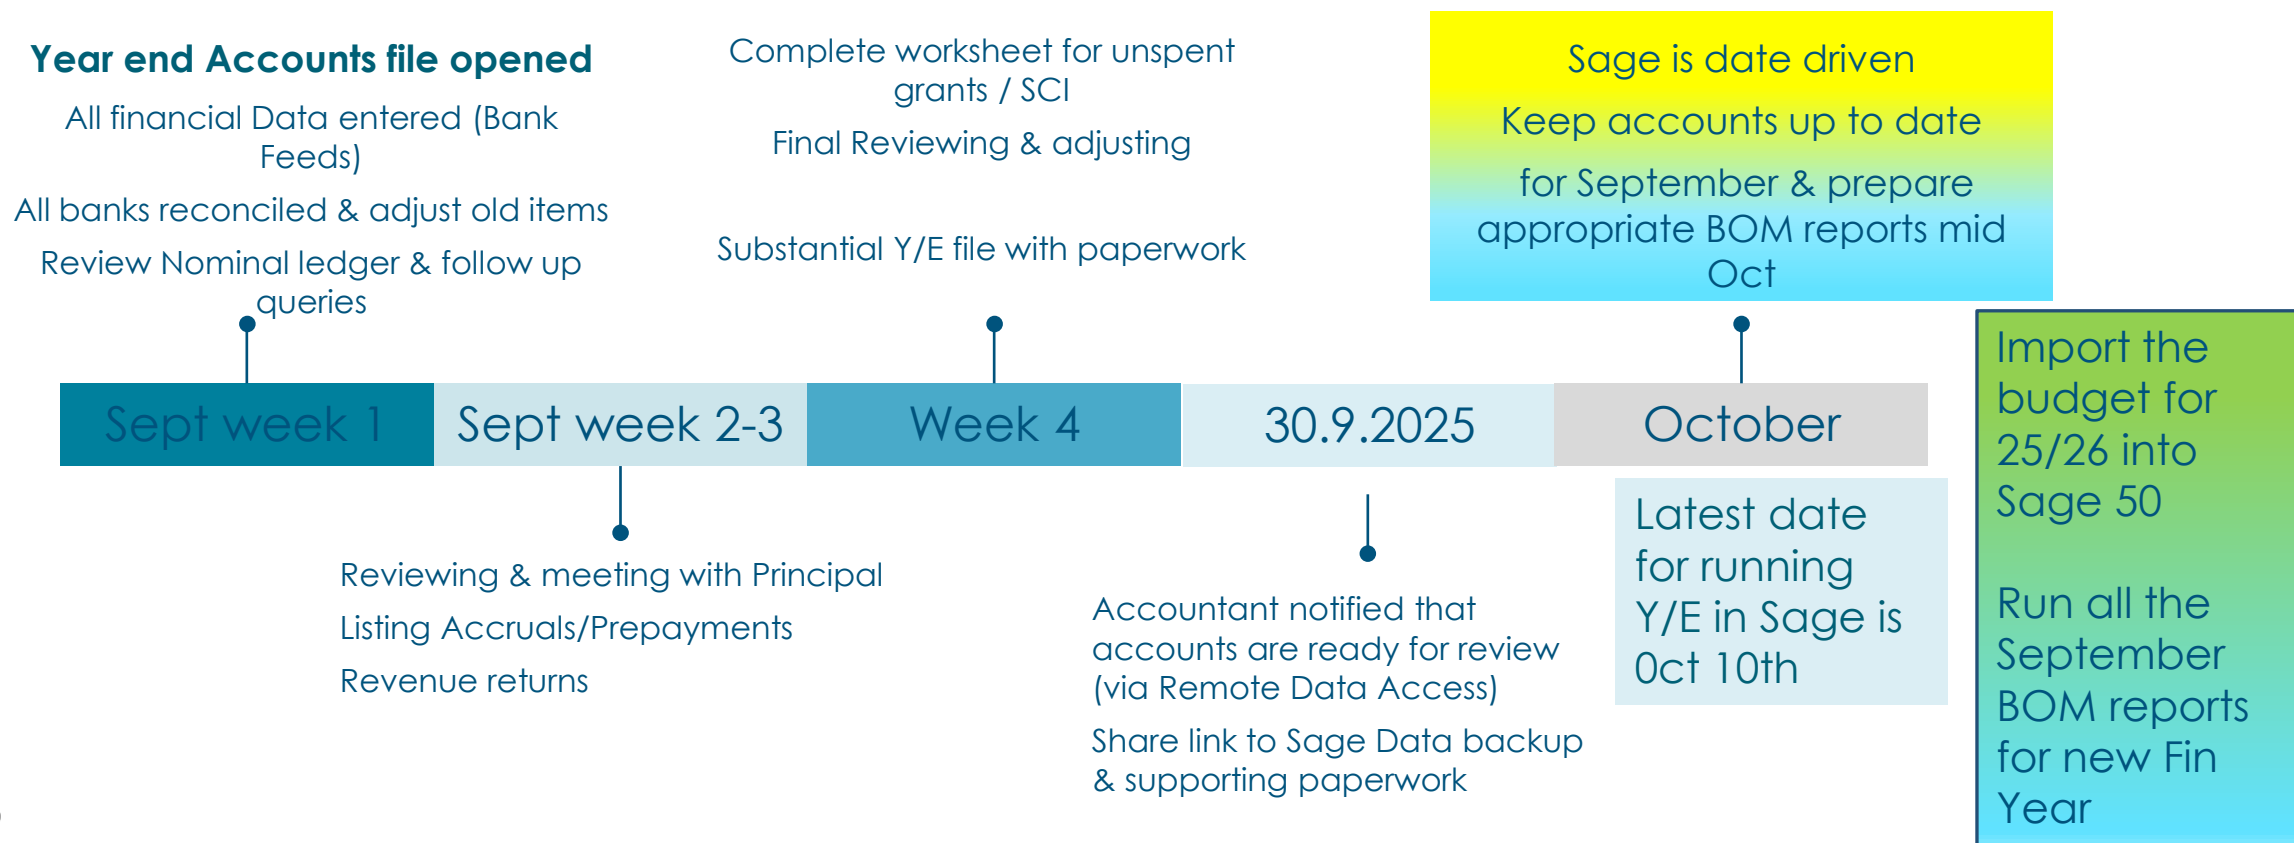 Year end Accounts file opened
All financial Data entered (Bank
Feeds)
All banks reconciled & adjust old items
Review Nominal ledger & follow up
queries
Complete worksheet for unspent
grants / SCI
Final Reviewing & adjusting
Substantial Y/E file with paperwork
Sage is date driven
Keep accounts up to date
for September & prepare
appropriate BOM reports mid
Oct
Sept week 1
Sept week 2-3
Week 4
30.9.2025
October
Reviewing & meeting with Principal
Listing Accruals/Prepayments
Revenue returns
Accountant notified that
accounts are ready for review
(via Remote Data Access)
Share link to Sage Data backup
& supporting paperwork
Latest date
for running
Y/E in Sage is
0ct 10th
Import the
budget for
25/26 into
Sage 50
Run all the
September
BOM reports
for new Fin
Year